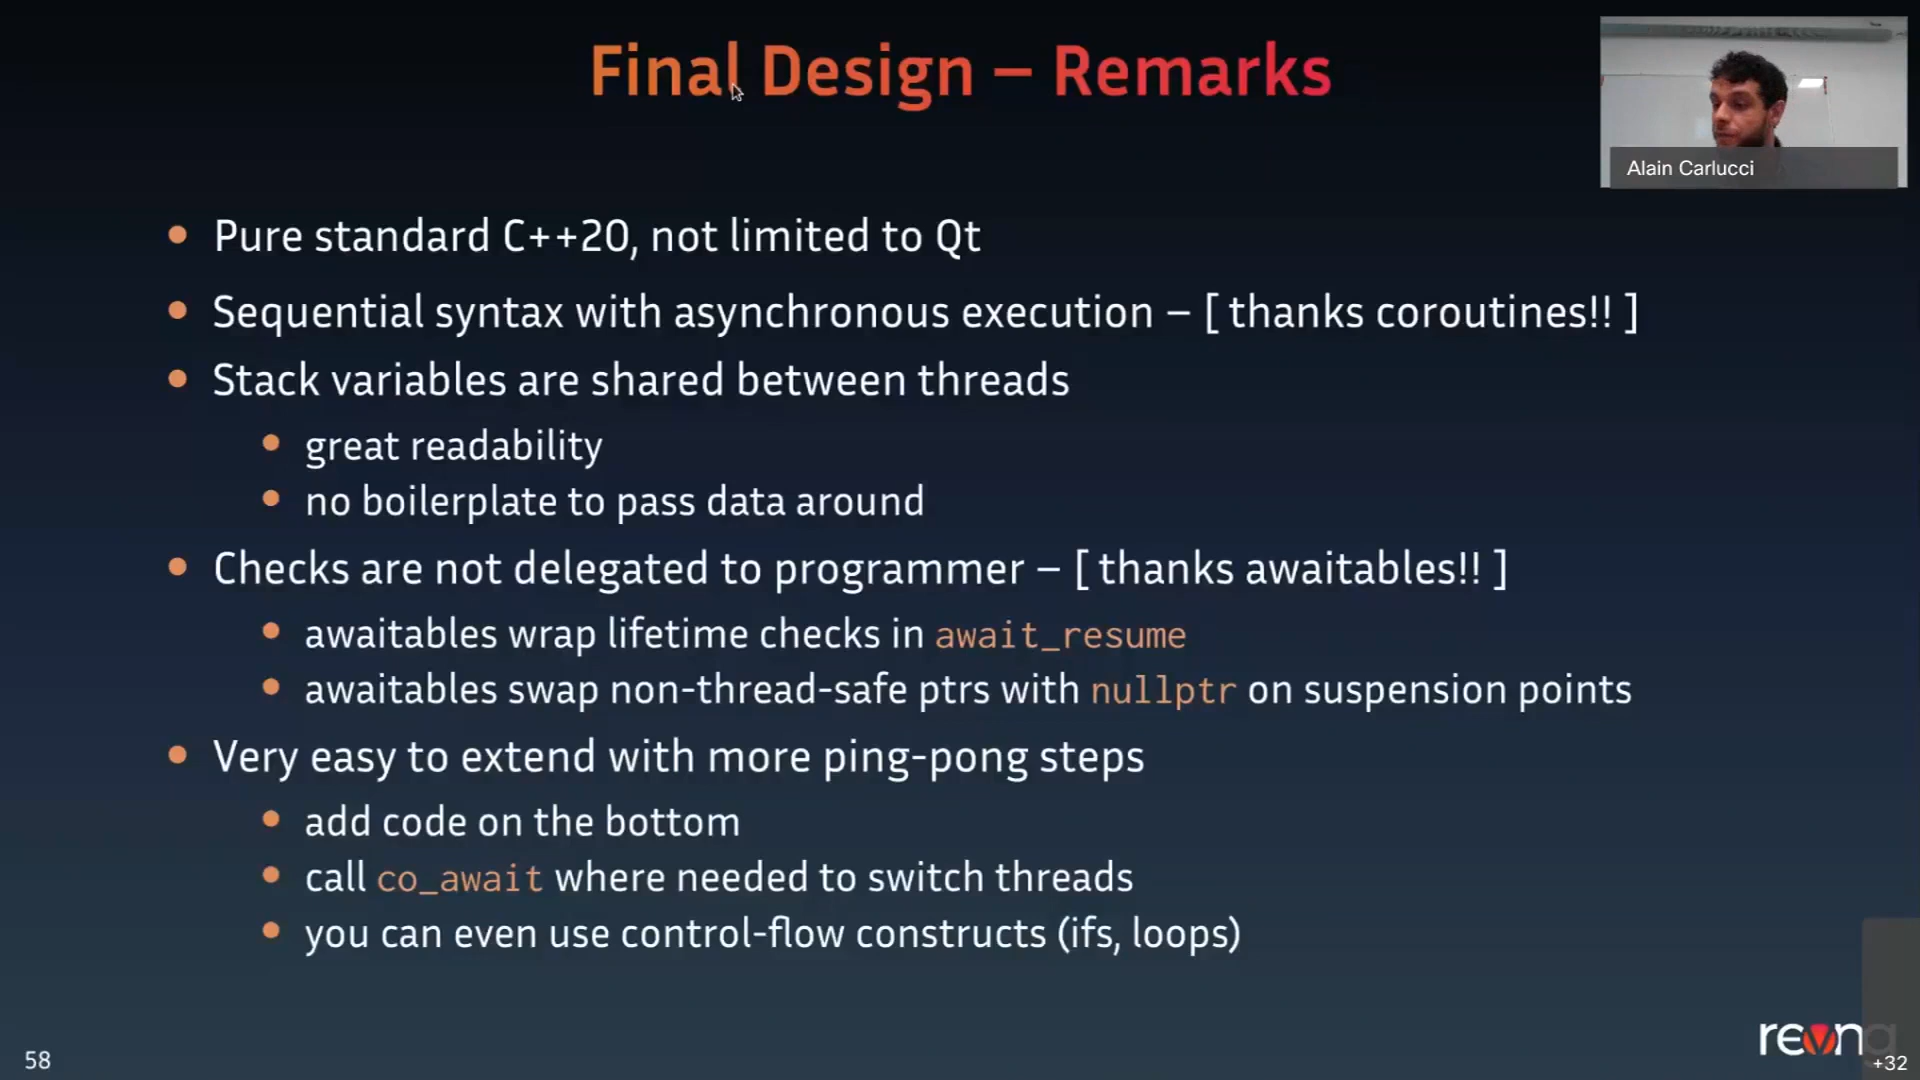 Final Design – Remarks
Alain Carlucci
Pure standard C++20, not limited to Qt
Sequential syntax with asynchronous execution – [ thanks coroutines!! ]
Stack variables are shared between threads
great readability
no boilerplate to pass data around
Checks are not delegated to programmer – [ thanks awaitables!! ]
awaitables wrap lifetime checks in await_resume
awaitables swap non-thread-safe ptrs with nullptr on suspension points
Very easy to extend with more ping-pong steps
add code on the bottom
call co_await where needed to switch threads
you can even use control-flow constructs (ifs, loops)
revng
58
+32